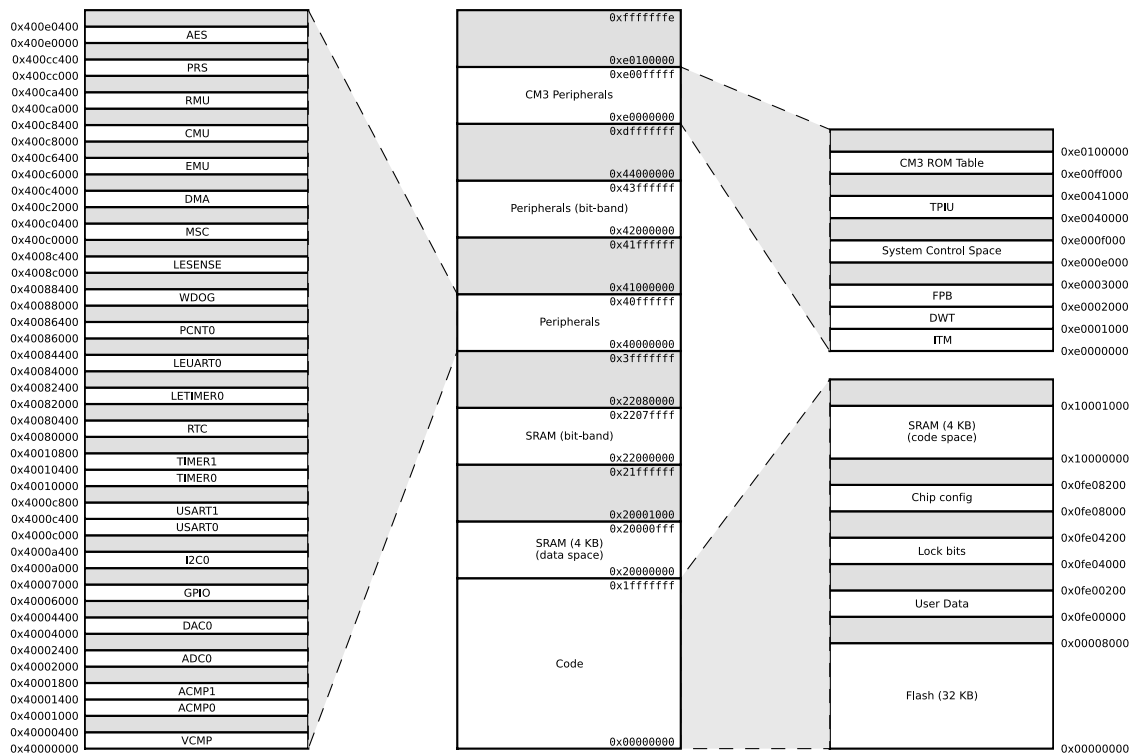 0x400e0400
AES
0x400e0000
0x400cc400
PRS
0x400cc000
0x400ca400
RMU
0x400ca000
0x400c8400
CMU
0x400c8000
0x400c6400
EMU
0x400c6000
0x400c4000
DMA
0x400c2000
0x400c0400
MSC
0x400c0000
0x4008c400
LESENSE
0x4008c000
0x40088400
WDOG
0x40088000
0x40086400
PCNT0
0x40086000
0x40084400
LEUART0
0x40084000
0x40082400
LETIMER0
0x40082000
0x40080400
RTC
0x40080000
0x40010800
TIMER1
0x40010400
TIMER0
0x40010000
0x4000c800
USART1
0x4000c400
USART0
0x4000c000
0x4000a400
I2C0
0x4000a000
0x40007000
GPIO
0x40006000
0x40004400
DAC0
0x40004000
0x40002400
ADC0
0x40002000
0x40001800
ACMP1
0x40001400
ACMP0
0x40001000
0x40000400
VCMP
0x40000000
0xfffffffe
0xe0100000
0xe00fffff
CM3 Peripherals
0xe0000000
0xdfffffff
0x44000000
0x43ffffff
Peripherals (bit-band)
0x42000000
0x41ffffff
0x41000000
0x40ffffff
Peripherals
0x40000000
0x3fffffff
0x22080000
0x2207ffff
SRAM (bit-band)
0x22000000
0x21ffffff
0x20001000
0x20000fff
SRAM (4 KB)
(data space)
0x20000000
0x1fffffff
Code
0x00000000
0xe0100000
CM3 ROM Table
0xe00ff000
0xe0041000
TPIU
0xe0040000
0xe000f000
System Control Space
0xe000e000
0xe0003000
FPB
0xe0002000
DWT
0xe0001000
ITM
0xe0000000
0x10001000
SRAM (4 KB)
(code space)
0x10000000
0x0fe08200
Chip config
0x0fe08000
0x0fe04200
Lock bits
0x0fe04000
0x0fe00200
User Data
0x0fe00000
0x00008000
Flash (32 KB)
0x00000000